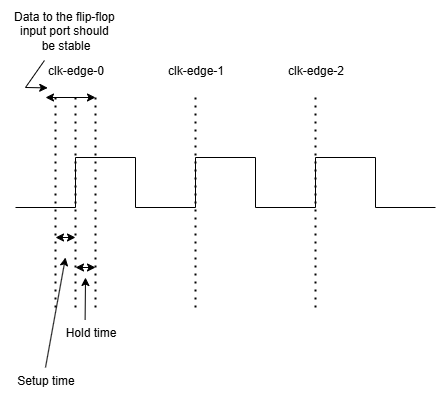 Data to the flip-flop
input port should
be stable
clk-edge-0
clk-edge-1
clk-edge-2
Hold time
Setup time